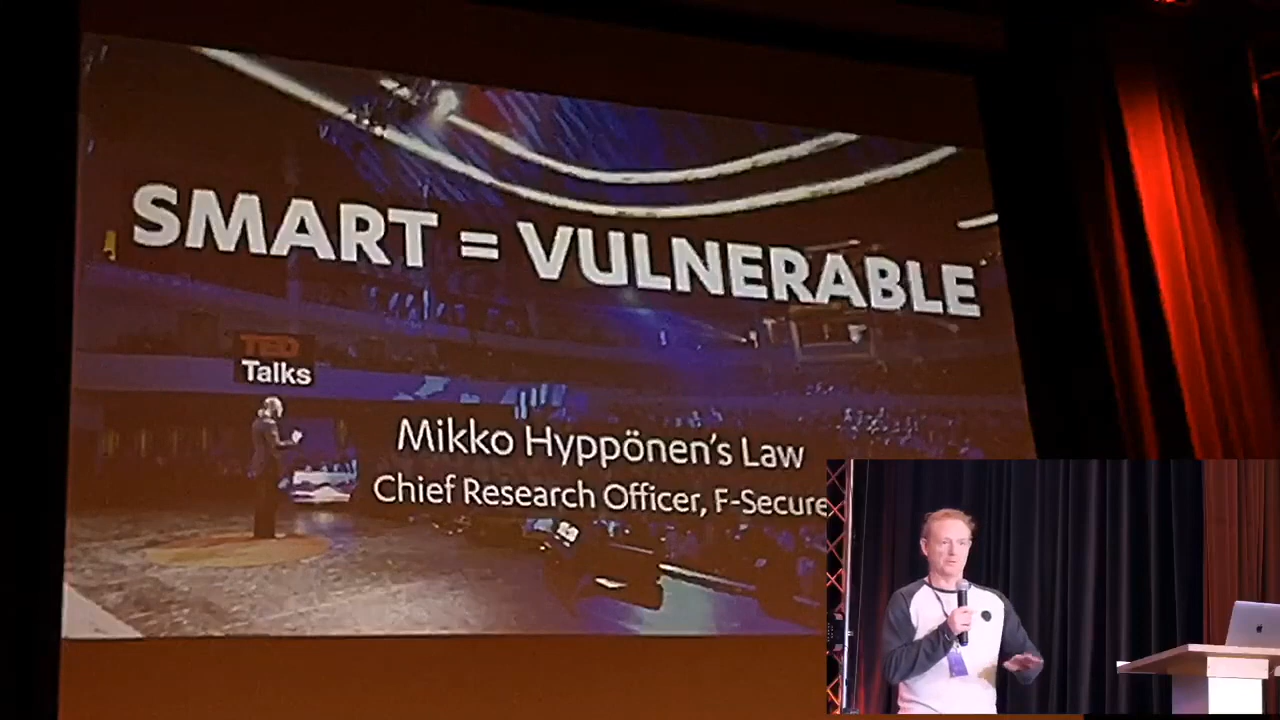 SMART = VULNERABLE
TED
Talks
Mikko Hyppönen's Law
Chief Research Officer, F-Secure